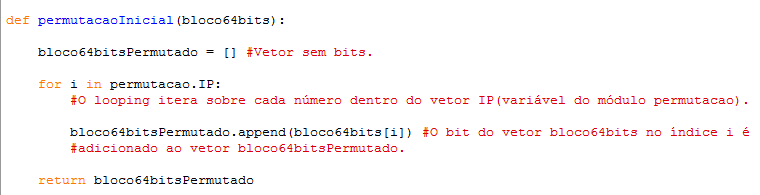 def permutacaoInicial(bloco64bits):
bloco64bitsPermutado = [] #Vetor sem bits.
for i in permutacao.IP:
#O looping itera sobre cada número dentro do vetor IP(variável do módulo permutacao).
bloco64bitsPermutado.append(bloco64bits[i]) #O bit do vetor bloco64bits no índice i é
#adicionado ao vetor bloco64bitsPermutado.
return bloco64bitsPermutado